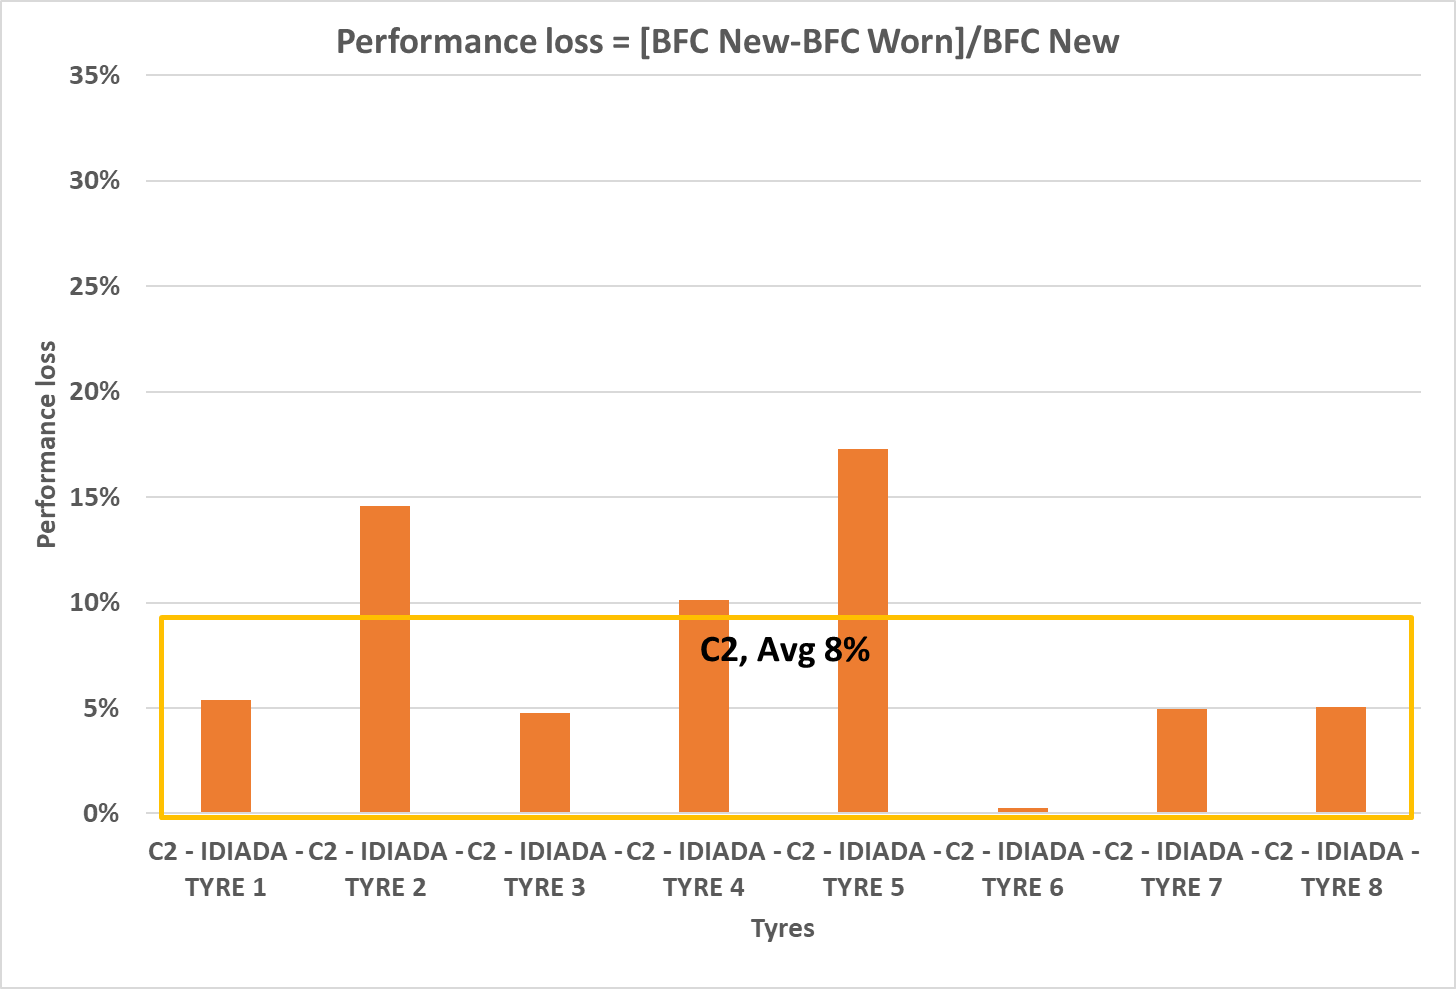 Performance loss = [BFC New-BFC Worn]/BFC New
35%
30%
25%
20%
15%
10%
5%
0%
Performance loss
C2, Avg 8%
C2 - IDIADA - C2 - IDIADA - C2 - IDIADA - C2 - IDIADA - C2 - IDIADA - C2 - IDIADA - C2 - IDIADA - C2 - IDIADA -
TYRE 1 TYRE 2 TYRE 3 TYRE 4 TYRE 5 TYRE 6 TYRE 7 TYRE 8
Tyres